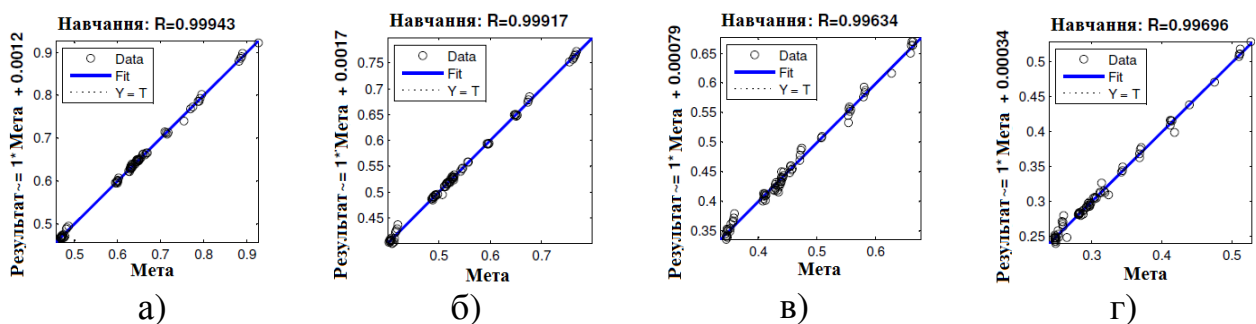 Навчання: R=0.99943
Результат ~= 1* Мета + 0.0012
0.9
0.8
0.7
0.6
0.5
Data
Fit
Y = T
0.5 0.6 0.7 0.8 0.9
Мета
а)
Навчання: R=0.99917
Результат ~= 1* Мета + 0.0017
0.75
0.7
0.65
0.6
0.55
0.5
0.45
Data
Fit
Y = T
0.5 0.6 0.7
Мета
б)
Навчання: R=0.99634
Результат ~= 1* Мета + 0.00079
0.65
0.6
0.55
0.5
0.45
0.4
0.35
Data
Fit
Y = T
0.4 0.5 0.6
Мета
в)
Навчання: R=0.99696
Результат ~= 1* Мета + 0.00034
0.5
0.45
0.4
0.35
0.3
0.25
Data
Fit
Y = T
0.3 0.4 0.5
Мета
г)